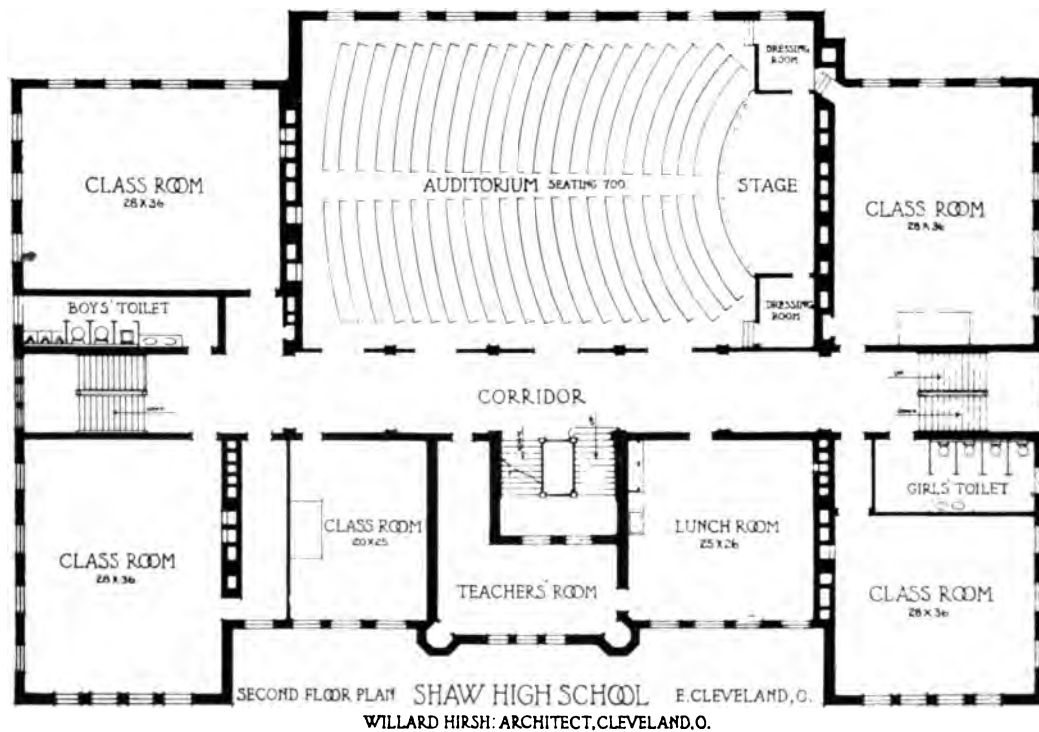 DRESSING
ROOM
CLASS ROOM
28 X 36
AUDITORIUM SEATING 700.
STAGE
CLASS ROOM
28 X 36
BOYS' TOILET
DRESSING
ROOM
CORRIDOR
UP
CLASS ROOM
28 X 36
CLASS ROOM
20 X 25
LUNCH ROOM
25 X 26
GIRLS' TOILET
TEACHERS' ROOM
CLASS ROOM
28 X 36
SECOND FLOOR PLAN SHAW HIGH SCHOOL E. CLEVELAND, O.
WILLARD HIRSH: ARCHITECT, CLEVELAND, O.